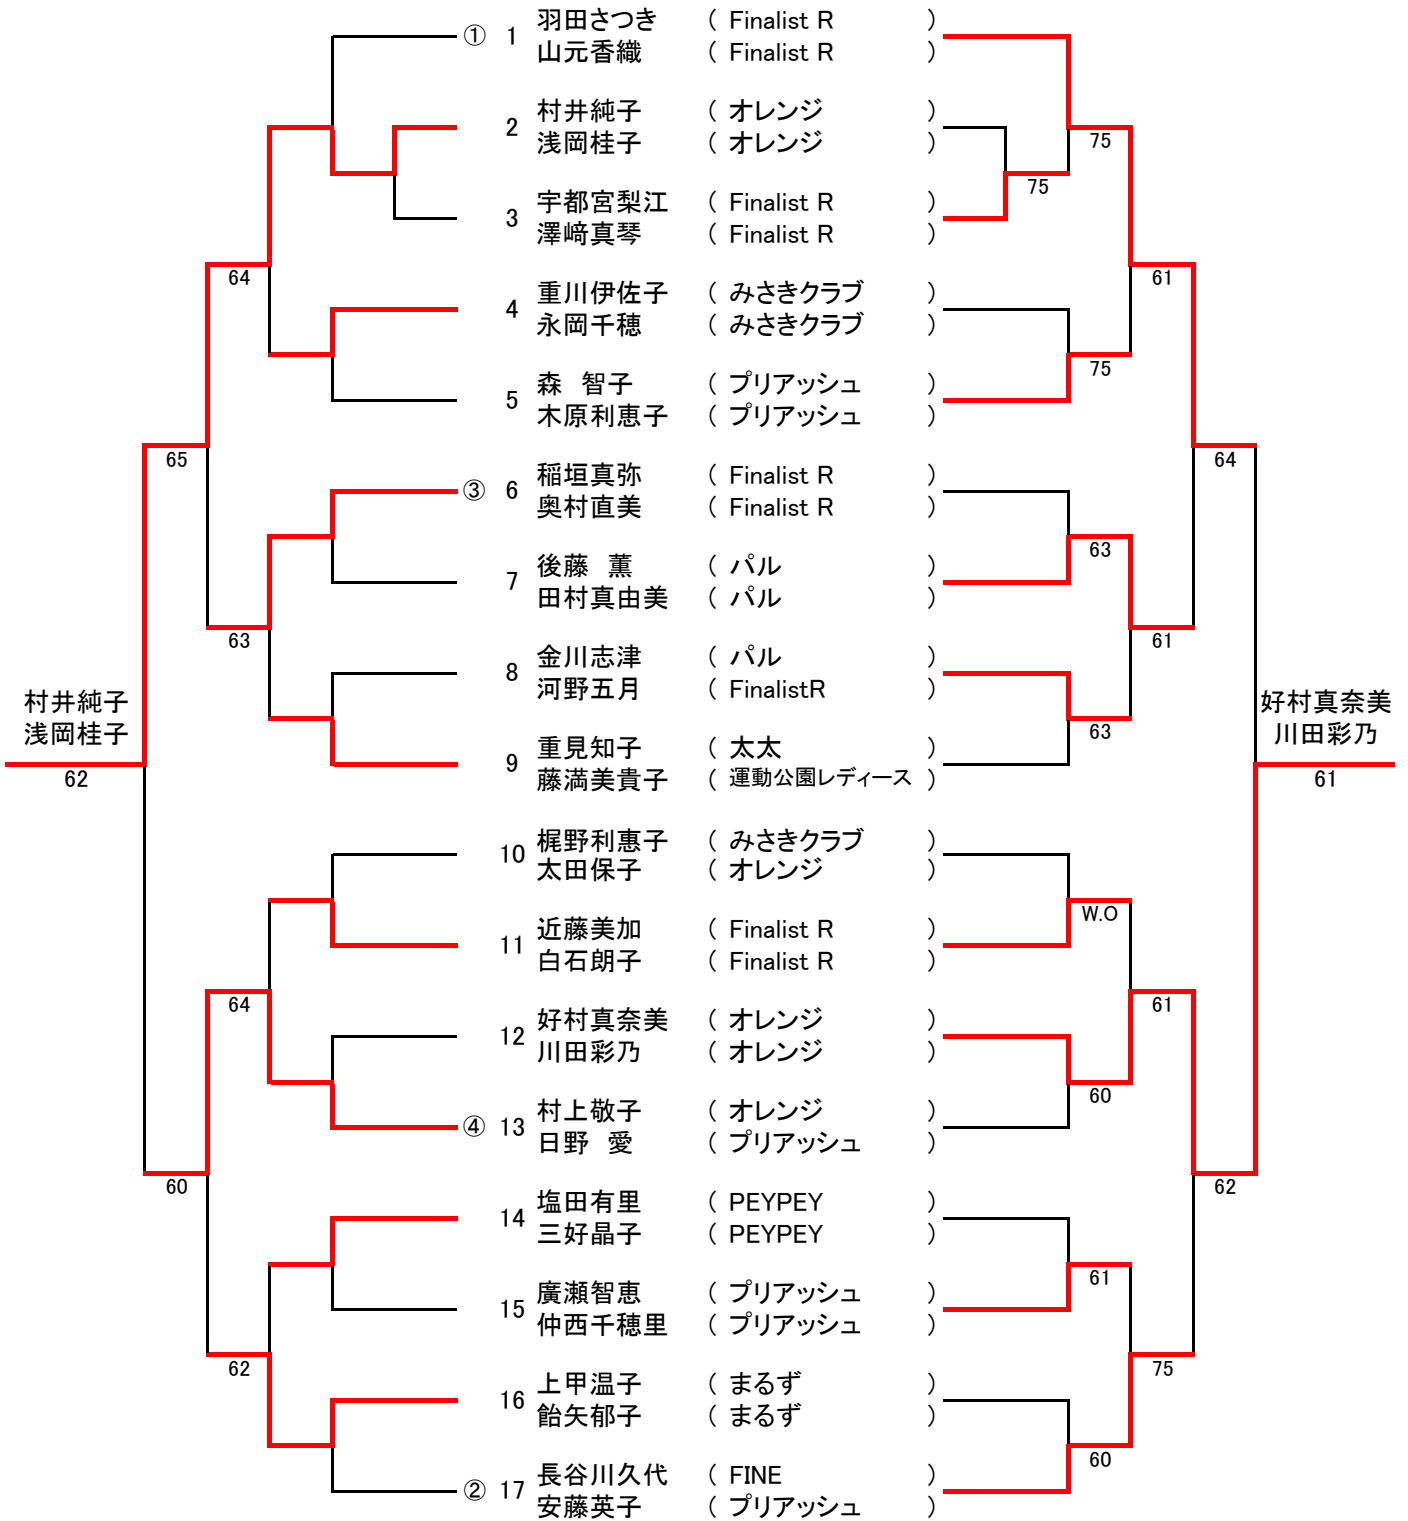 ① 1 羽田さつき ( Finalist R )
山元香織 ( Finalist R )
2 村井純子 ( オレンジ )
浅岡桂子 ( オレンジ )
75
75
3 宇都宮梨江 ( Finalist R )
澤﨑真琴 ( Finalist R )
64
61
4 重川伊佐子 ( みさきクラブ )
永岡千穂 ( みさきクラブ )
75
5 森 智子 ( プリアッシュ )
木原利恵子 ( プリアッシュ )
65
64
③ 6 稲垣真弥 ( Finalist R )
奥村直美 ( Finalist R )
63
7 後藤 薫 ( パル )
田村真由美 ( パル )
63
61
8 金川志津 ( パル )
河野五月 ( FinalistR )
63
村井純子
浅岡桂子
62
好村真奈美
川田彩乃
61
9 重見知子 ( 太太 )
藤満美貴子 ( 運動公園レディース )
10 梶野利惠子 ( みさきクラブ )
太田保子 ( オレンジ )
W.O
11 近藤美加 ( Finalist R )
白石朗子 ( Finalist R )
64
61
12 好村真奈美 ( オレンジ )
川田彩乃 ( オレンジ )
60
④ 13 村上敬子 ( オレンジ )
日野 愛 ( プリアッシュ )
60
62
14 塩田有里 ( PEYPEY )
三好晶子 ( PEYPEY )
61
15 廣瀬智恵 ( プリアッシュ )
仲西千穂里 ( プリアッシュ )
62
75
16 上甲温子 ( まるず )
飴矢郁子 ( まるず )
60
② 17 長谷川久代 ( FINE )
安藤英子 ( プリアッシュ )